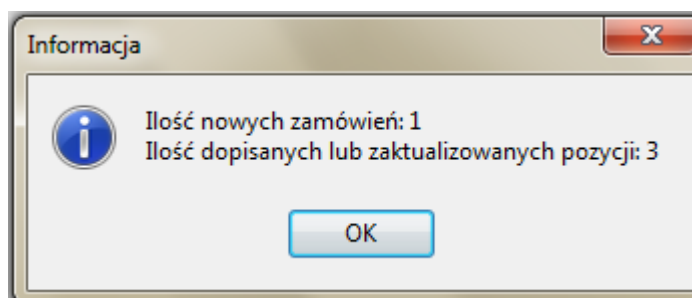 Informacja
Ilość nowych zamówień: 1
Ilość dopisanych lub zaktualizowanych pozycji: 3
OK